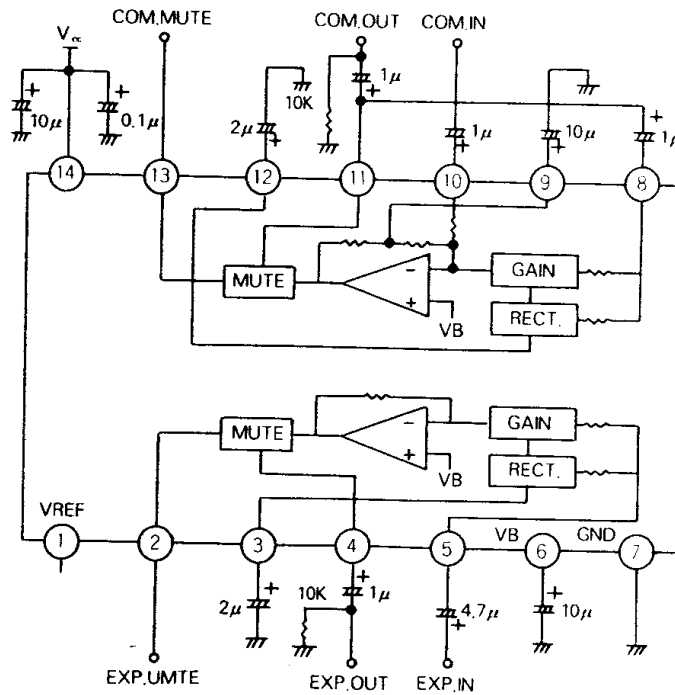 COM,MUTE COM,OUT COM,IN
Vcc
10K 1μ
10μ 0.1μ 2μ 1μ 10μ 1μ
14 13 12 11 10 9 8
MUTE - GAIN
+ RECT.
VB
MUTE - GAIN
+ RECT.
VB
VREF
1 2 3 4 5 VB 6 GND 7
2μ 10K 1μ 4.7μ 10μ
EXP,UMTE EXP,OUT EXP,IN